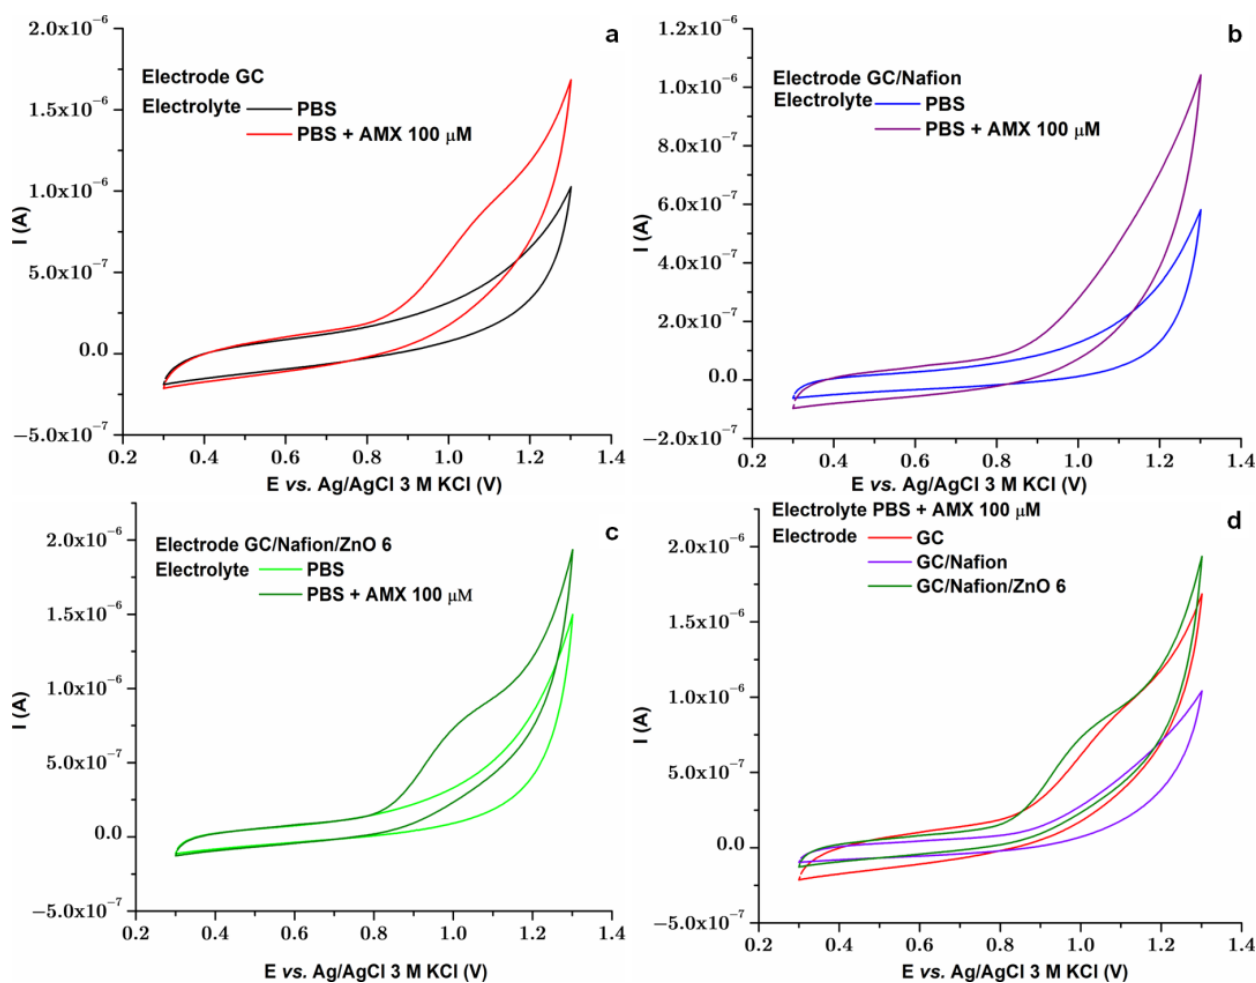 a
Electrode GC
Electrolyte
PBS
PBS + AMX 100 μM
2.0x10⁻⁶
1.5x10⁻⁶
1.0x10⁻⁶
5.0x10⁻⁷
0.0
−5.0x10⁻⁷
I (A)
0.2 0.4 0.6 0.8 1.0 1.2 1.4
E vs. Ag/AgCl 3 M KCl (V)
b
Electrode GC/Nafion
Electrolyte
PBS
PBS + AMX 100 μM
1.2x10⁻⁶
1.0x10⁻⁶
8.0x10⁻⁷
6.0x10⁻⁷
4.0x10⁻⁷
2.0x10⁻⁷
0.0
−2.0x10⁻⁷
I (A)
0.2 0.4 0.6 0.8 1.0 1.2 1.4
E vs. Ag/AgCl 3 M KCl (V)
c
Electrode GC/Nafion/ZnO 6
Electrolyte
PBS
PBS + AMX 100 μM
2.0x10⁻⁶
1.5x10⁻⁶
1.0x10⁻⁶
5.0x10⁻⁷
0.0
−5.0x10⁻⁷
I (A)
0.2 0.4 0.6 0.8 1.0 1.2 1.4
E vs. Ag/AgCl 3 M KCl (V)
d
Electrolyte PBS + AMX 100 μM
Electrode
GC
GC/Nafion
GC/Nafion/ZnO 6
2.0x10⁻⁶
1.5x10⁻⁶
1.0x10⁻⁶
5.0x10⁻⁷
0.0
−5.0x10⁻⁷
I (A)
0.2 0.4 0.6 0.8 1.0 1.2 1.4
E vs. Ag/AgCl 3 M KCl (V)